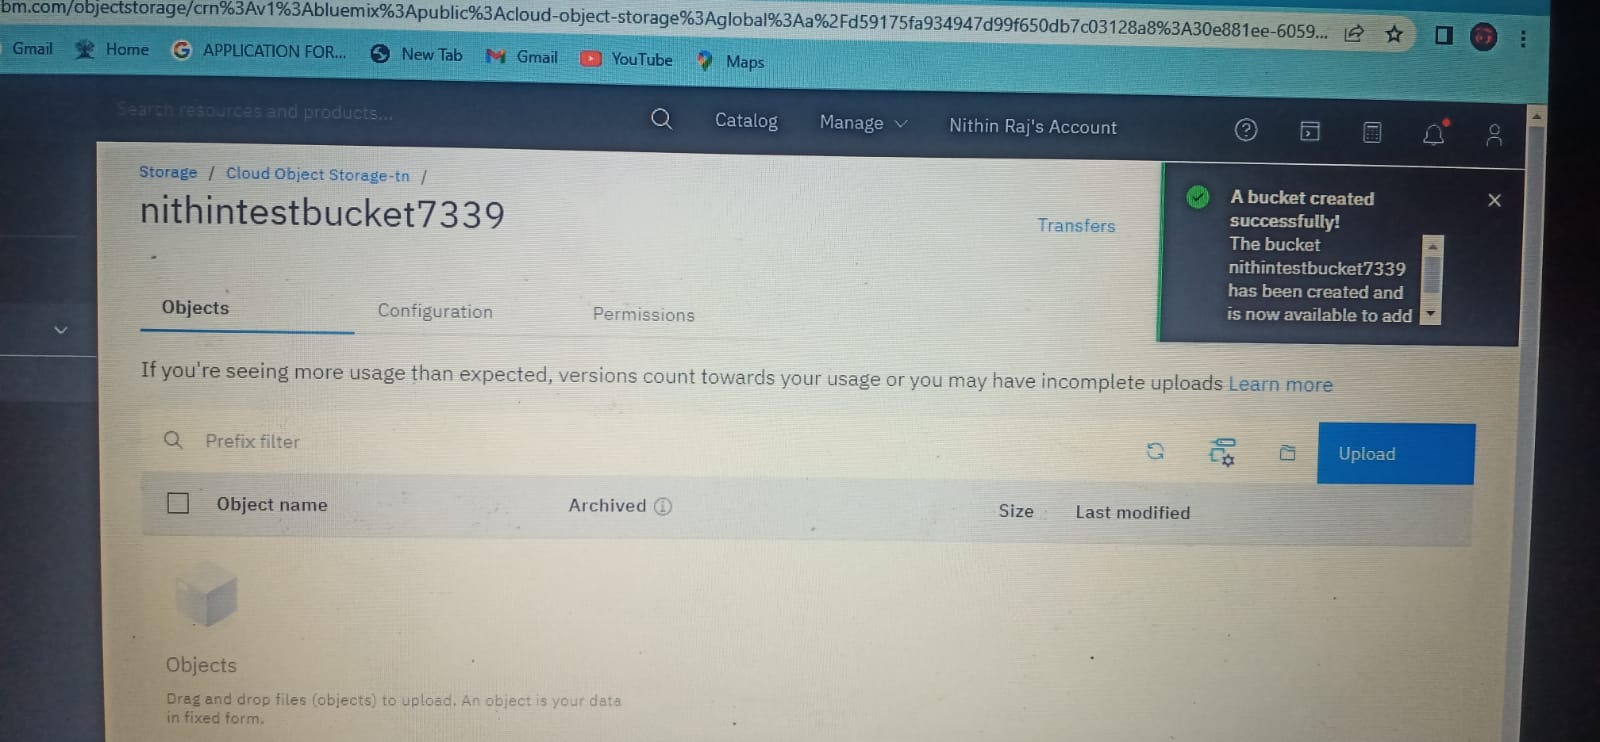 bm.com/objectstorage/crn%3Av1%3Abluemix%3Apublic%3Acloud-object-storage%3Aglobal%3Aa%2Fd59175fa934947d99f650db7c03128a8%3A30e881ee-6059...
Gmail Home APPLICATION FOR... New Tab Gmail YouTube Maps
Search resources and products... Catalog Manage Nithin Raj's Account
Storage / Cloud Object Storage-tn /
nithintestbucket7339
Transfers
A bucket created
successfully!
The bucket
nithintestbucket7339
has been created and
is now available to add
Objects Configuration Permissions
If you're seeing more usage than expected, versions count towards your usage or you may have incomplete uploads Learn more
Prefix filter
Upload
Object name Archived Size Last modified
Objects
Drag and drop files (objects) to upload. An object is your data
in fixed form.